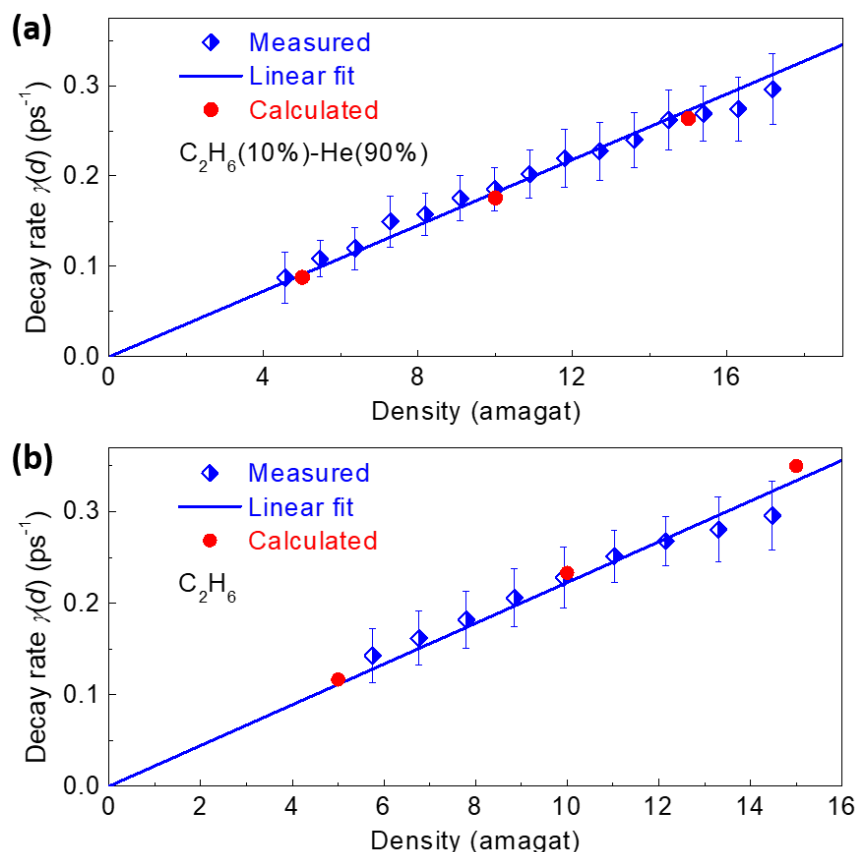 (a)
Measured
Linear fit
Calculated
C₂H₆(10%)-He(90%)
Decay rate γ(d) (ps⁻¹)
0.3
0.2
0.1
0.0
0 4 8 12 16
Density (amagat)
(b)
Measured
Linear fit
Calculated
C₂H₆
Decay rate γ(d) (ps⁻¹)
0.3
0.2
0.1
0.0
0 2 4 6 8 10 12 14 16
Density (amagat)